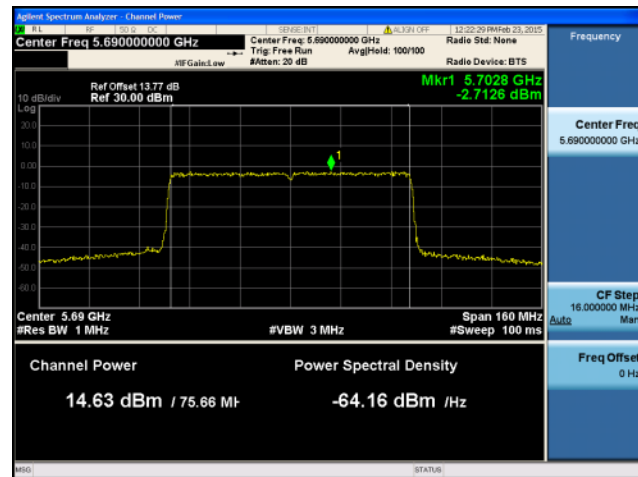 Agilent Spectrum Analyzer - Channel Power
RL RF 50 Ω DC SENSE:INT ALIGN OFF 12:22:29 PM Feb 23, 2015
Center Freq 5.690000000 GHz
Center Freq: 5.690000000 GHz
Radio Std: None
Trig: Free Run Avg|Hold: 100/100
#IFGain:Low #Atten: 20 dB Radio Device: BTS
Frequency
Ref Offset 13.77 dB
10 dB/div Ref 30.00 dBm
Mkr1 5.7028 GHz
-2.7126 dBm
Log
20.0
10.0
0.00
-10.0
-20.0
-30.0
-40.0
-50.0
-60.0
1
Center Freq
5.690000000 GHz
Center 5.69 GHz Span 160 MHz
#Res BW 1 MHz #VBW 3 MHz #Sweep 100 ms
CF Step
16.000000 MHz
Auto Man
Channel Power Power Spectral Density
14.63 dBm / 75.66 MH -64.16 dBm /Hz
Freq Offset
0 Hz
MSG STATUS